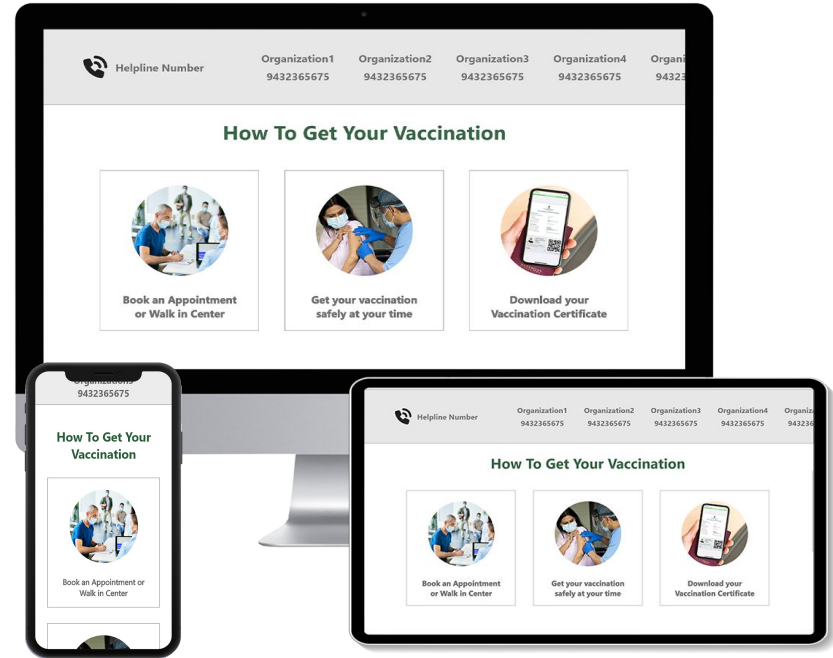 Helpline Number
Organization1 Organization2 Organization3 Organization4 Organi
9432365675 9432365675 9432365675 9432365675 9432
How To Get Your Vaccination
Book an Appointment
or Walk in Center
Get your vaccination
safely at your time
Download your
Vaccination Certificate
9432365675
How To Get Your
Vaccination
Book an Appointment or
Walk in Center
Helpline Number
Organization1 Organization2 Organization3 Organization4 Organiza
9432365675 9432365675 9432365675 9432365675 94323
How To Get Your Vaccination
Book an Appointment
or Walk in Center
Get your vaccination
safely at your time
Download your
Vaccination Certificate